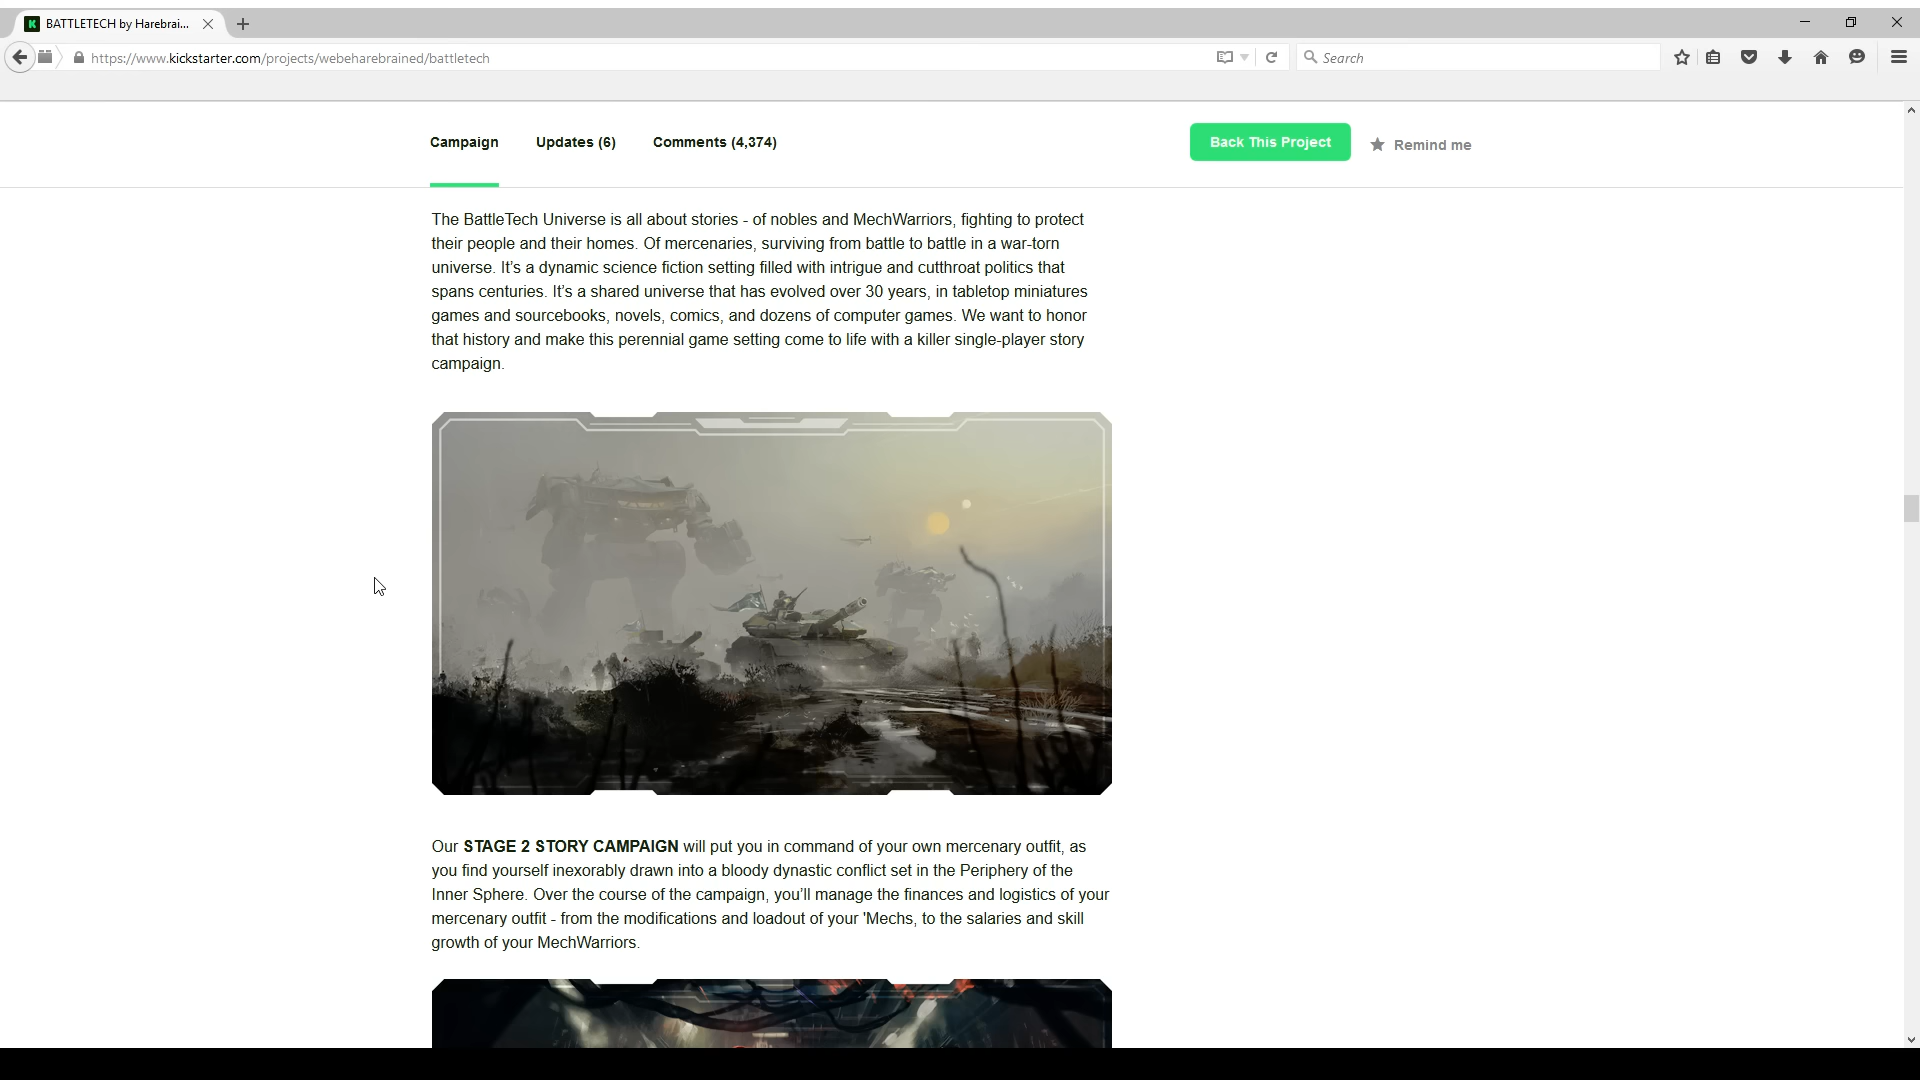 BATTLETECH by Harebrai...
https://www.kickstarter.com/projects/webeharebrained/battletech
Search
Campaign
Updates (6)
Comments (4,374)
Back This Project
Remind me
The BattleTech Universe is all about stories - of nobles and MechWarriors, fighting to protect
their people and their homes. Of mercenaries, surviving from battle to battle in a war-torn
universe. It’s a dynamic science fiction setting filled with intrigue and cutthroat politics that
spans centuries. It’s a shared universe that has evolved over 30 years, in tabletop miniatures
games and sourcebooks, novels, comics, and dozens of computer games. We want to honor
that history and make this perennial game setting come to life with a killer single-player story
campaign.
Our STAGE 2 STORY CAMPAIGN will put you in command of your own mercenary outfit, as
you find yourself inexorably drawn into a bloody dynastic conflict set in the Periphery of the
Inner Sphere. Over the course of the campaign, you’ll manage the finances and logistics of your
mercenary outfit - from the modifications and loadout of your 'Mechs, to the salaries and skill
growth of your MechWarriors.